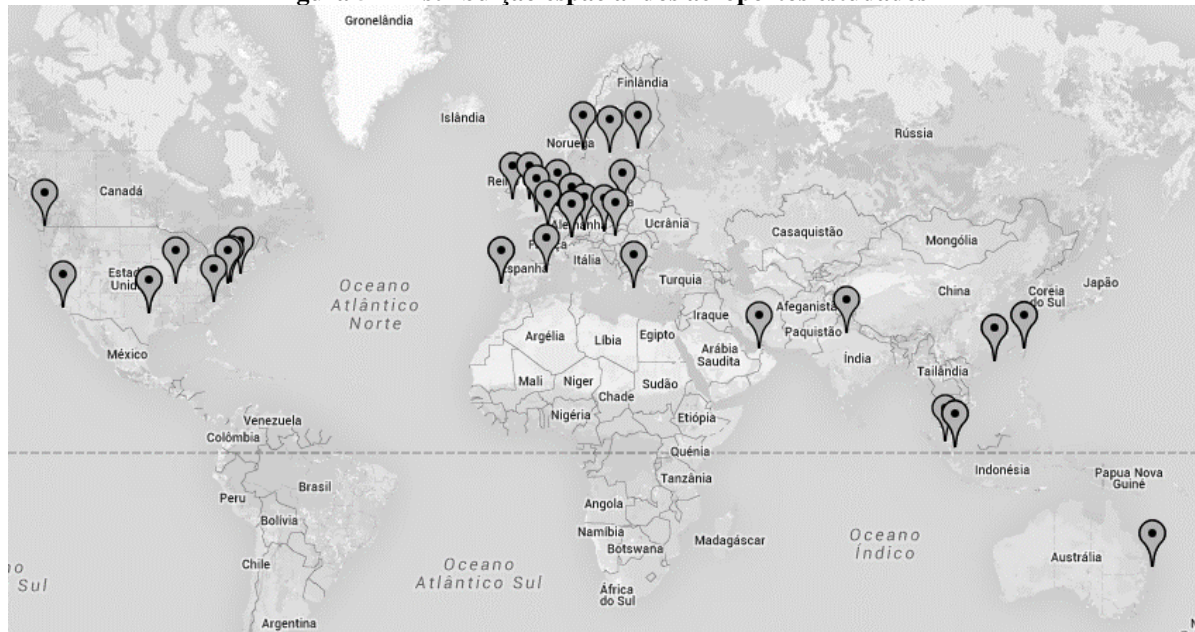 Gronelândia
Finlândia
Islândia
Rússia
Noruega
Canadá
Ucrânia
Alemanha
Casaquistão
Mongólia
Itália
Espanha
Turquia
Oceano
Atlântico
Norte
China
Coreia
do Sul
Japão
Iraque
Afeganistã
Paquistão
México
Argélia
Líbia
Egipto
Arábia
Saudita
Índia
Tailândia
Mali
Niger
Chade
Sudão
Nigéria
Etiópia
Venezuela
Colômbia
Quénia
Tanzânia
Indonésia
Papua Nova
Guiné
Peru
Brasil
Angola
Bolívia
Namíbia
Botswana
Madagáscar
Oceano
Índico
Austrália
Chile
Oceano
Atlântico Sul
Sul
África
do Sul
Argentina